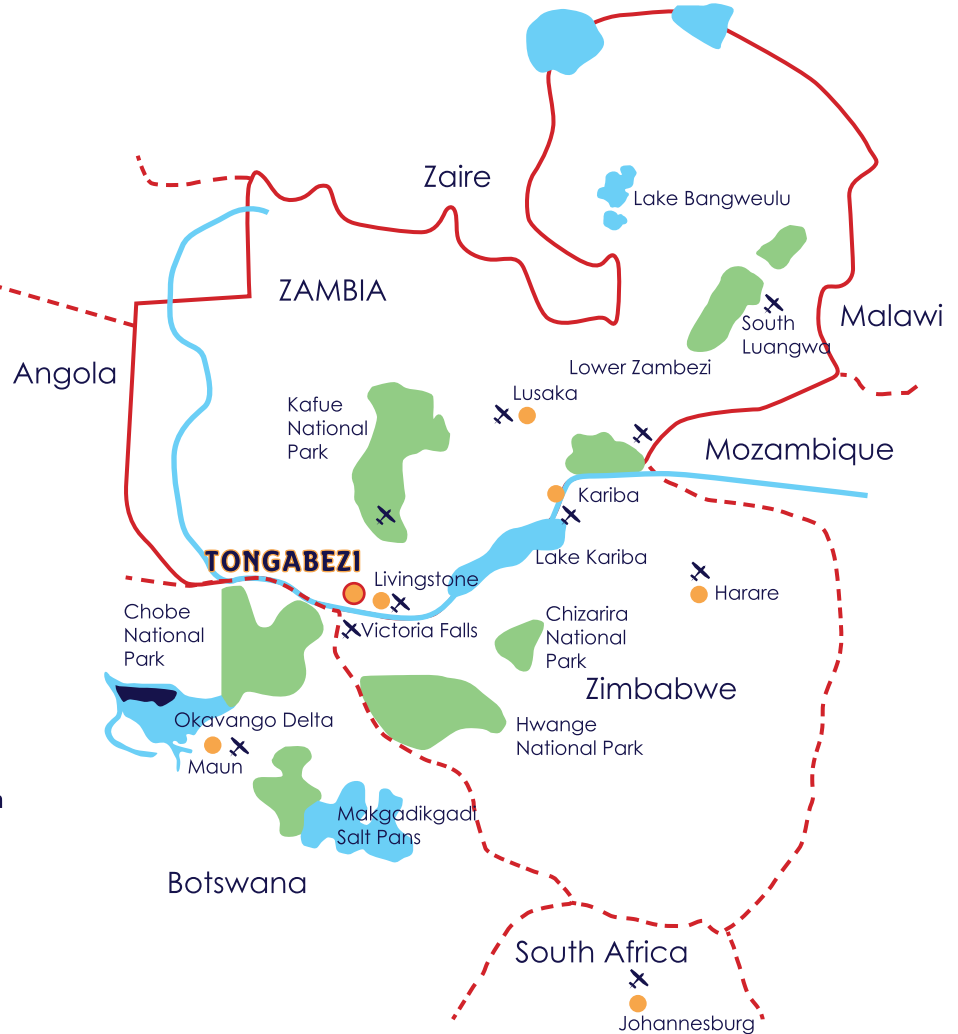 Zaire
Lake Bangweulu
ZAMBIA
Malawi
South
Luangwa
Angola
Lower Zambezi
Lusaka
Kafue
National
Park
Mozambique
Kariba
TONGABEZI
Lake Kariba
Livingstone
Harare
Chobe
National
Park
Victoria Falls
Chizarira
National
Park
Zimbabwe
Okavango Delta
Hwange
National Park
Maun
Makgadikgadi
Salt Pans
Botswana
South Africa
Johannesburg